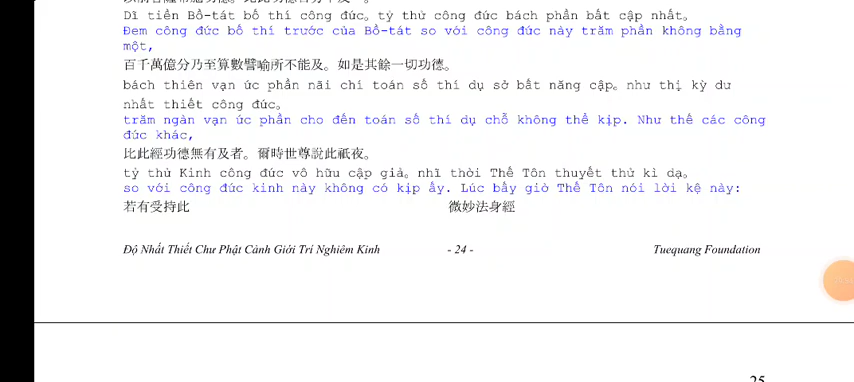 Dĩ tiền Bồ-tát bố thí công đức。tỷ thử công đức bách phần bất cập nhất。
Đem công đức bố thí trước của Bồ-tát so với công đức này trăm phần không bằng
một,
百千萬億分乃至算數譬喻所不能及。如是其餘一切功德。
bách thiên vạn ức phần nãi chí toán số thí dụ sở bất năng cập。như thị kỳ dư
nhất thiết công đức。
trăm ngàn vạn ức phần cho đến toán số thí dụ chỗ không thể kịp. Như thế các công
đức khác,
比此經功德無有及者。爾時世尊說此祇夜。
tỷ thử Kinh công đức vô hữu cập giả。nhĩ thời Thế Tôn thuyết thử kì dạ。
so với công đức kinh này không có kịp ấy. Lúc bấy giờ Thế Tôn nói lời kệ này:
若有受持此 微妙法身經
Độ Nhất Thiết Chư Phật Cảnh Giới Trí Nghiêm Kinh - 24 - Tuequang Foundation